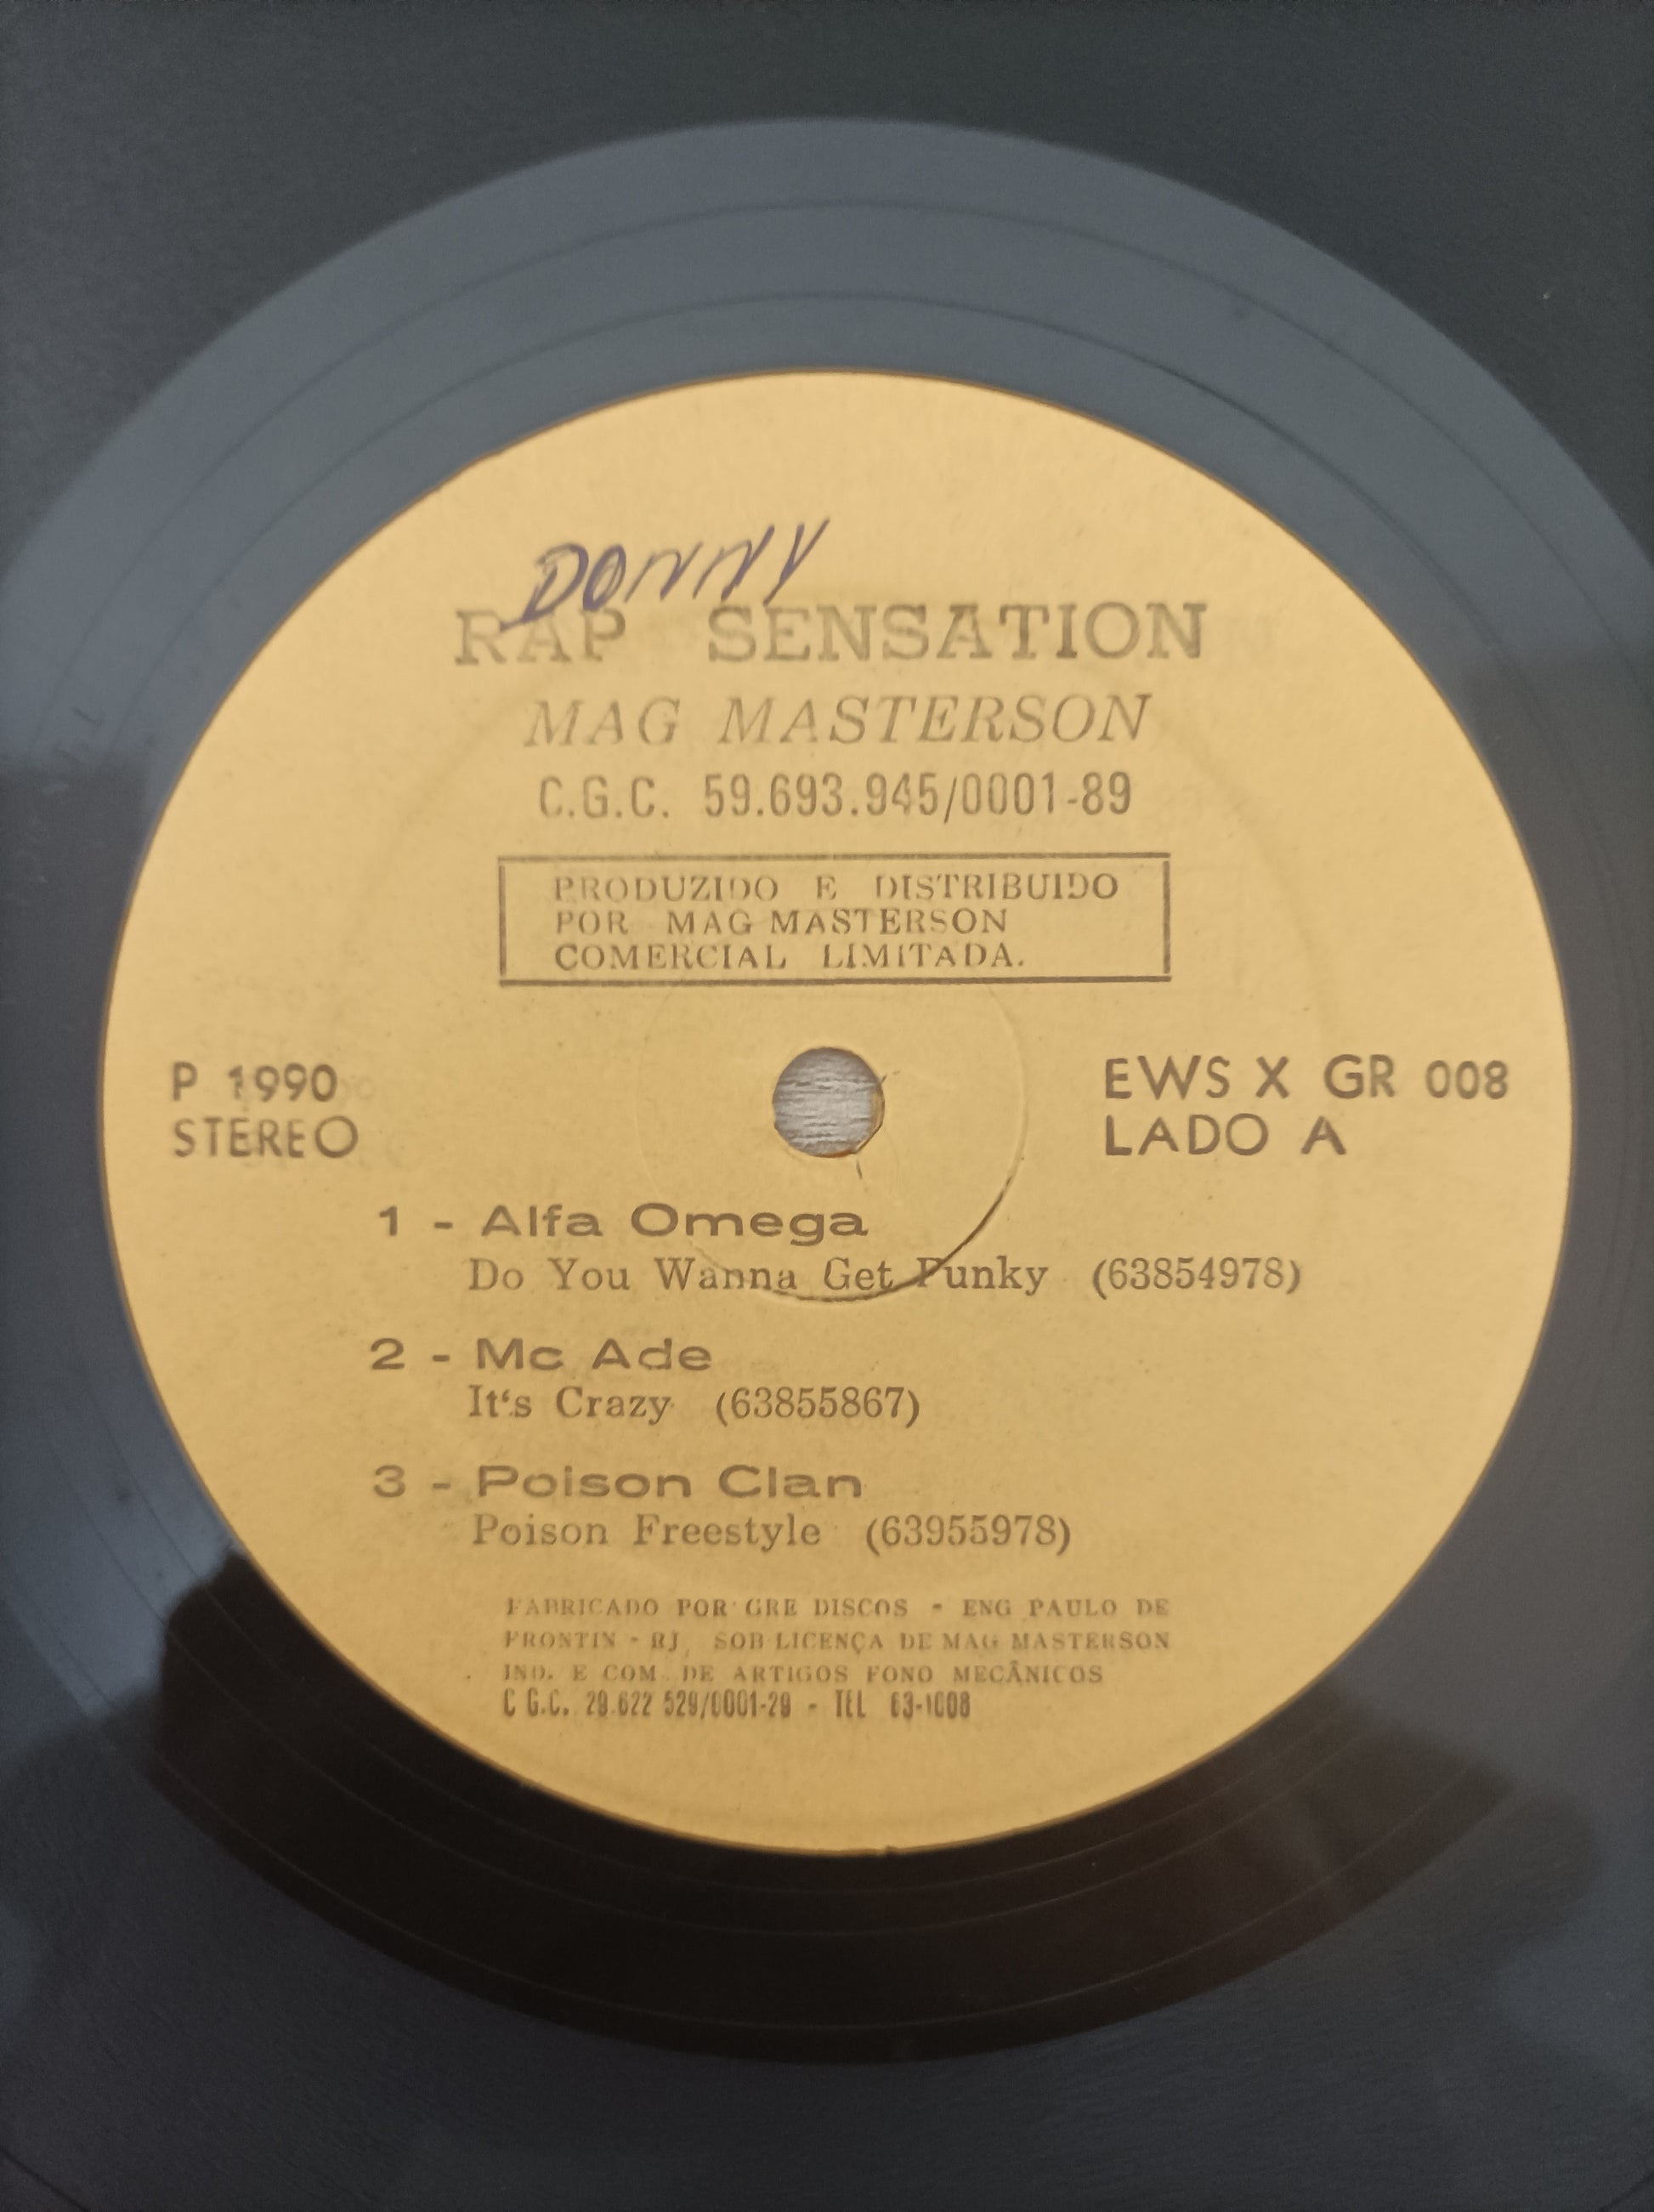 DONNY
RAP SENSATION
MAG MASTERSON
C.G.C. 59.693.945/0001-89
PRODUZIDO E DISTRIBUIDO
POR MAG MASTERSON
COMERCIAL LIMITADA.
P 1990
STEREO
EWS X GR 008
LADO A
1 - Alfa Omega
Do You Wanna Get Funky (63854978)
2 - Mc Ade
It‘s Crazy (63855867)
3 - Poison Clan
Poison Freestyle (63955978)
FABRICADO POR GRE DISCOS - ENG PAULO DE
FRONTIN - RJ, SOB LICENÇA DE MAG MASTERSON
IND. E COM. DE ARTIGOS FONO MECÂNICOS
C.G.C. 29.622 529/0001-29 - TEL 63-1008